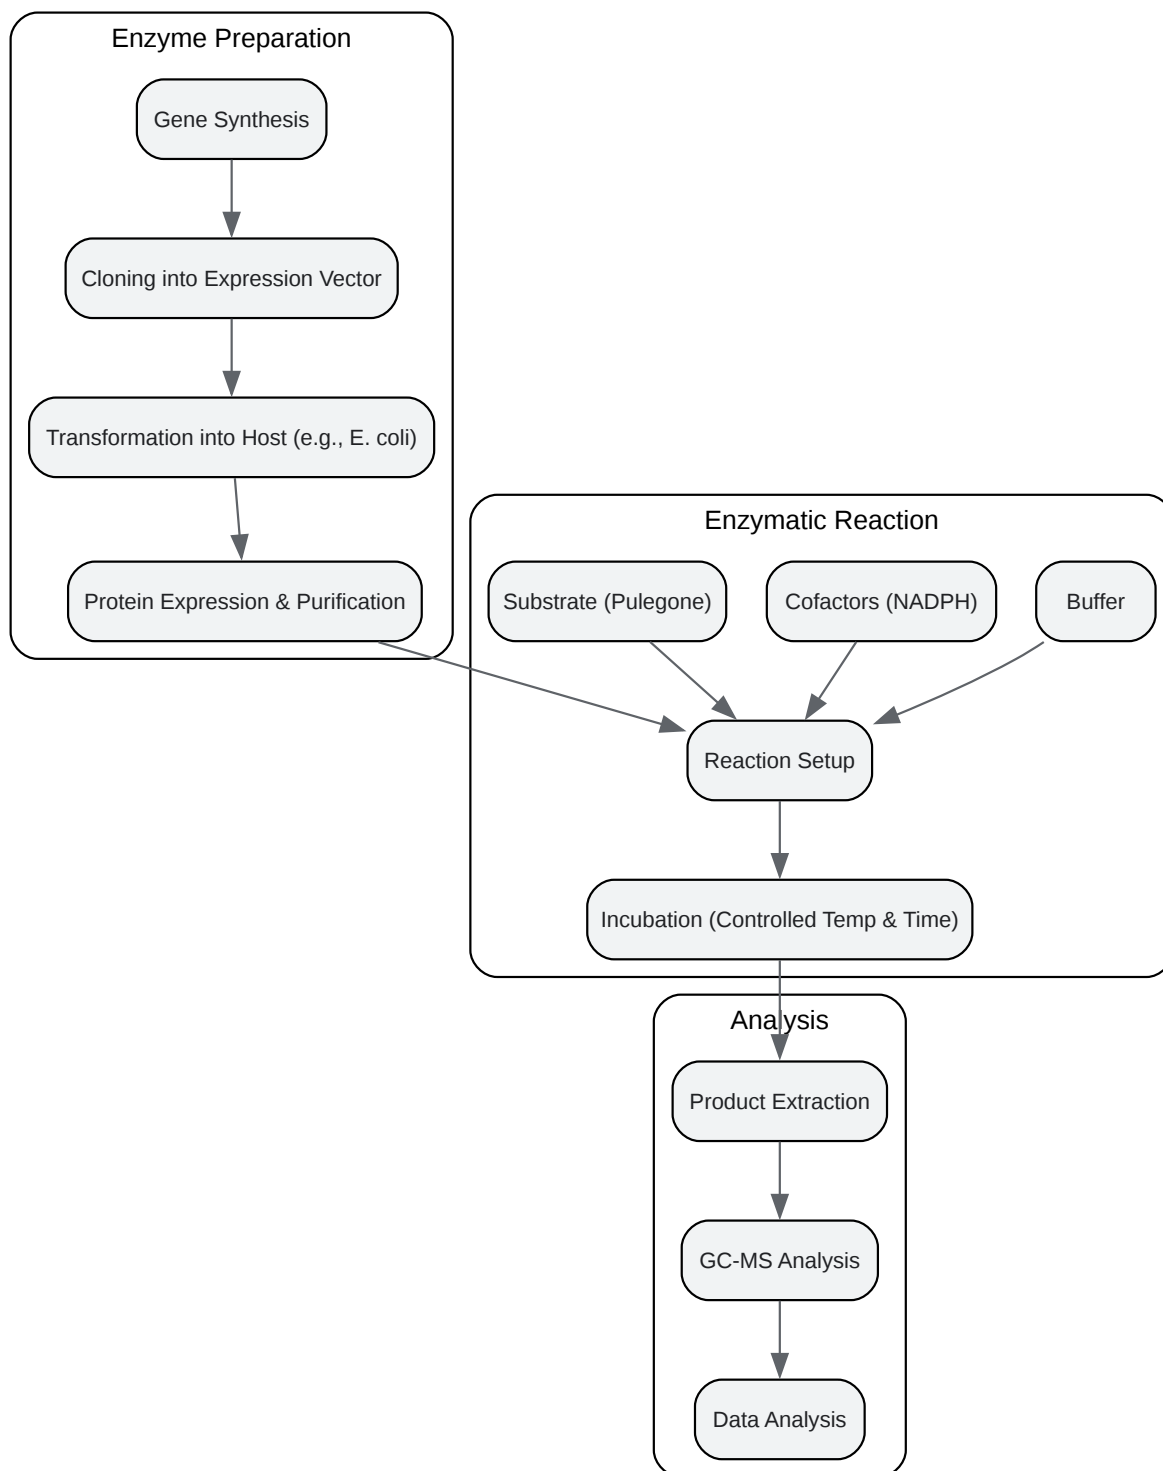 Enzyme Preparation
Gene Synthesis
Cloning into Expression Vector
Transformation into Host (e.g., E. coli)
Protein Expression & Purification
Enzymatic Reaction
Substrate (Pulegone)
Cofactors (NADPH)
Buffer
Reaction Setup
Incubation (Controlled Temp & Time)
Analysis
Product Extraction
GC-MS Analysis
Data Analysis